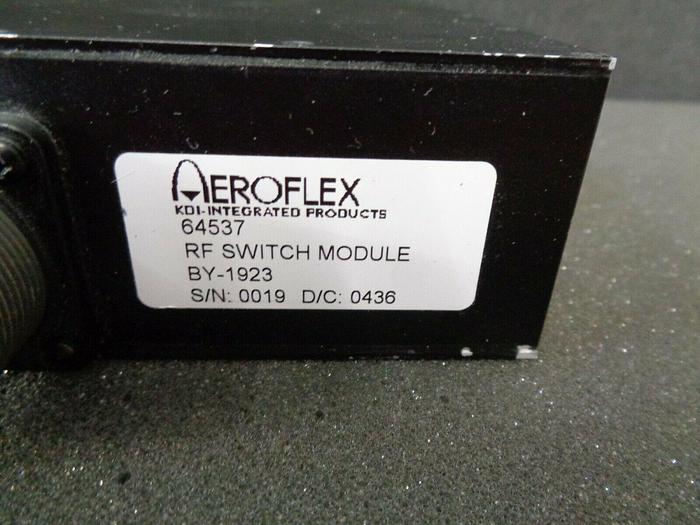 AEROFLEX
KDI-INTEGRATED PRODUCTS
64537
RF SWITCH MODULE
BY-1923
S/N: 0019 D/C: 0436